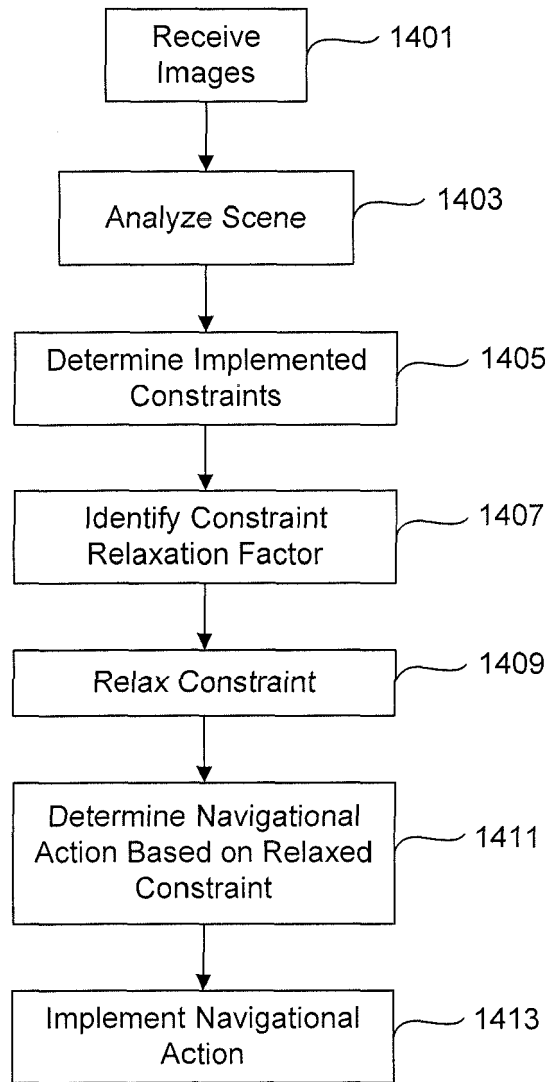 Receive
Images
1401
Analyze Scene
1403
Determine Implemented
Constraints
1405
Identify Constraint
Relaxation Factor
1407
Relax Constraint
1409
Determine Navigational
Action Based on Relaxed
Constraint
1411
Implement Navigational
Action
1413